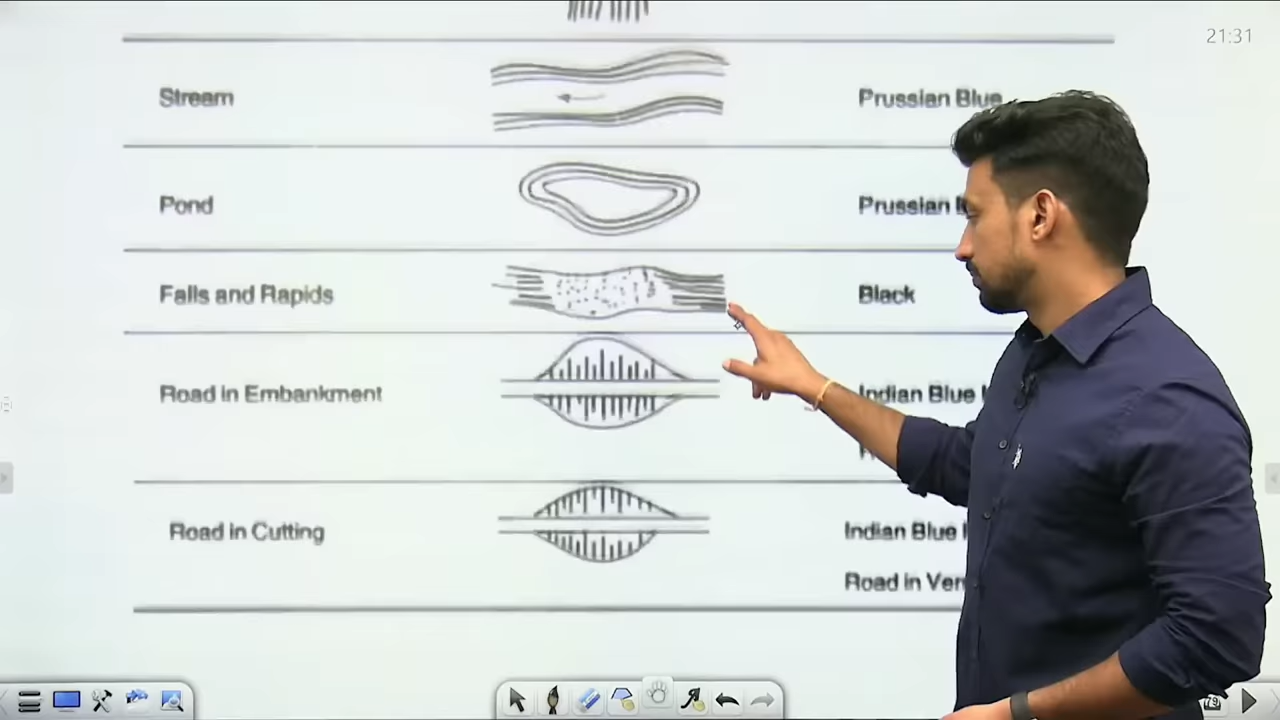 21:31
Stream
Prussian Blue
Pond
Prussian
Falls and Rapids
Black
Road in Embankment
Indian Blue
Road in Cutting
Indian Blue
Road in
79